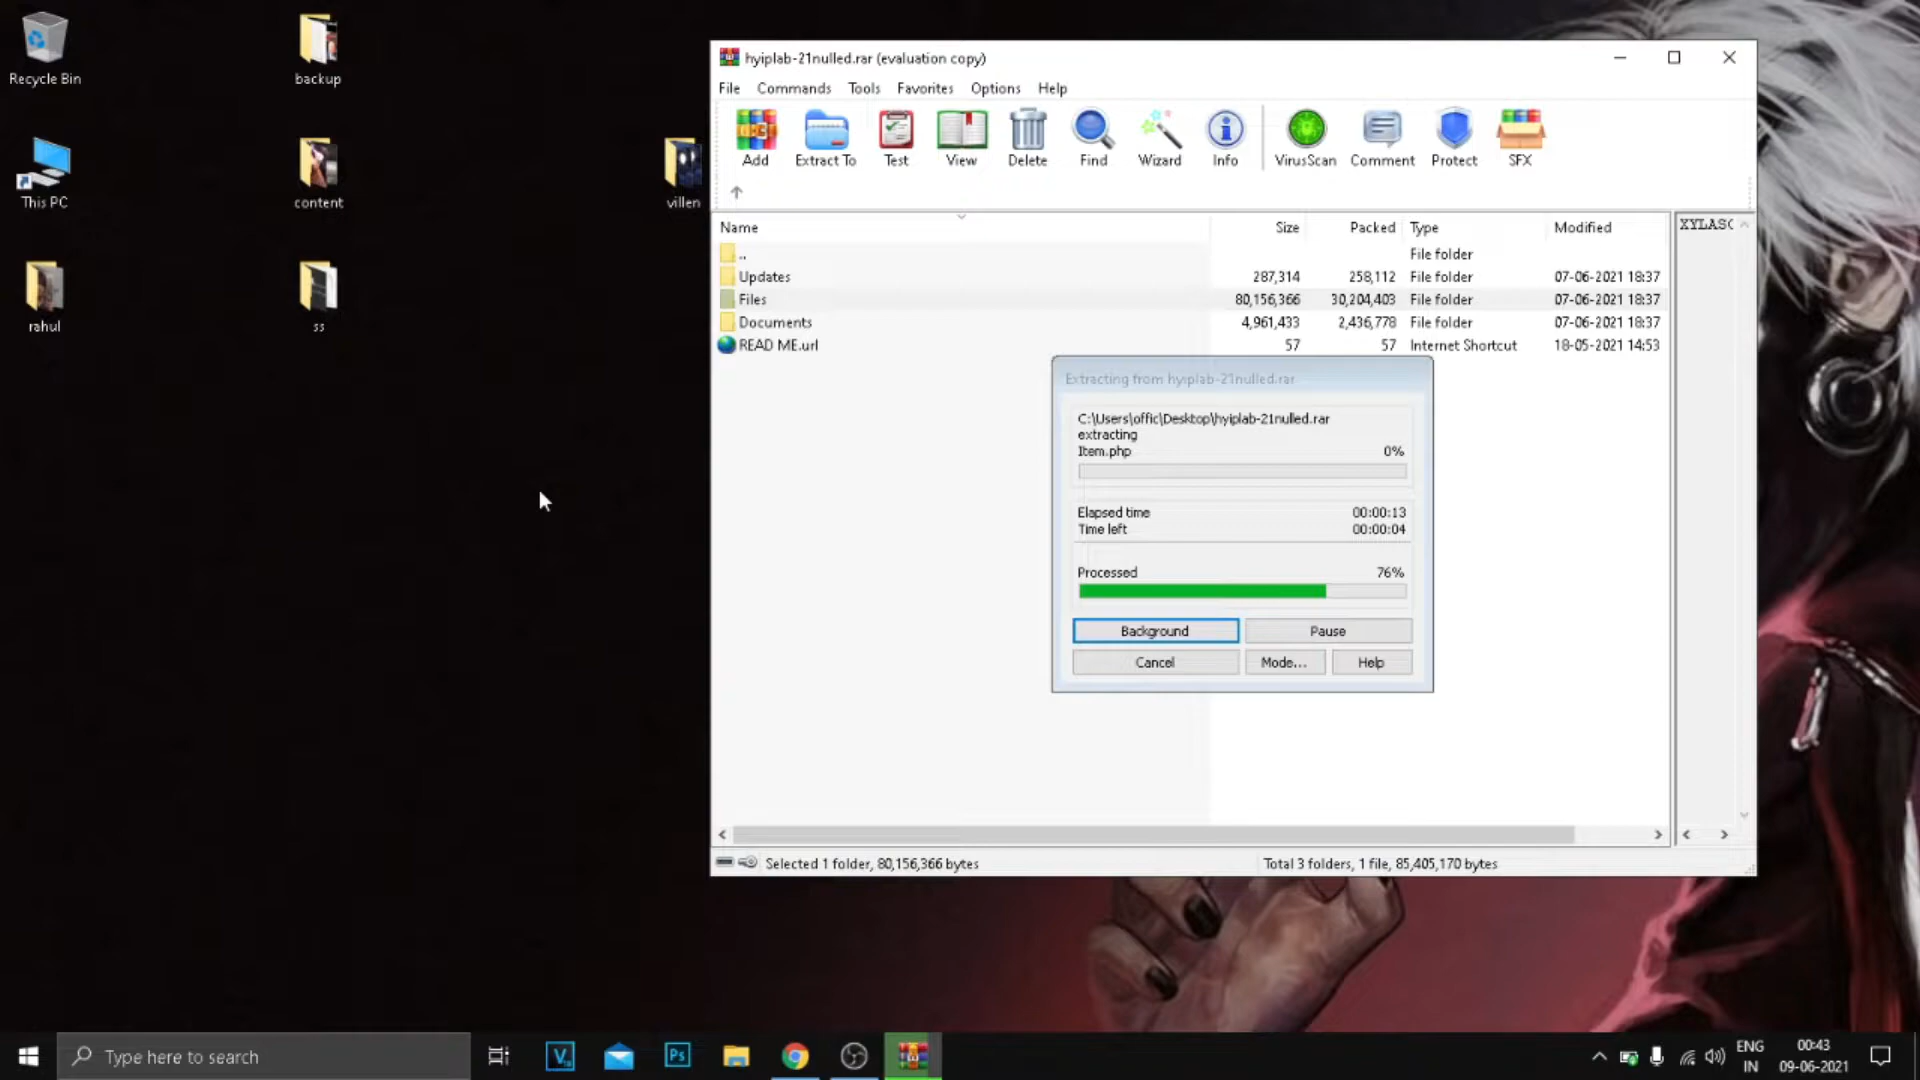 Recycle Bin
backup
This PC
content
villen
rahul
ss
hyiplab-21nulled.rar (evaluation copy)
File Commands Tools Favorites Options Help
Add Extract To Test View Delete Find Wizard Info VirusScan Comment Protect SFX
Name Size Packed Type Modified
.. File folder
Updates 287,314 258,112 File folder 07-06-2021 18:37
Files 80,156,366 30,204,403 File folder 07-06-2021 18:37
Documents 4,961,433 2,436,778 File folder 07-06-2021 18:37
READ ME.url 57 57 Internet Shortcut 18-05-2021 14:53
Extracting from hyiplab-21nulled.rar
C:\Users\offic\Desktop\hyiplab-21nulled.rar
extracting
Item.php 0%
Elapsed time 00:00:13
Time left 00:00:04
Processed 76%
Background Pause
Cancel Mode... Help
Selected 1 folder, 80,156,366 bytes Total 3 folders, 1 file, 85,405,170 bytes
Type here to search
V
Ps
ENG
IN
00:43
09-06-2021